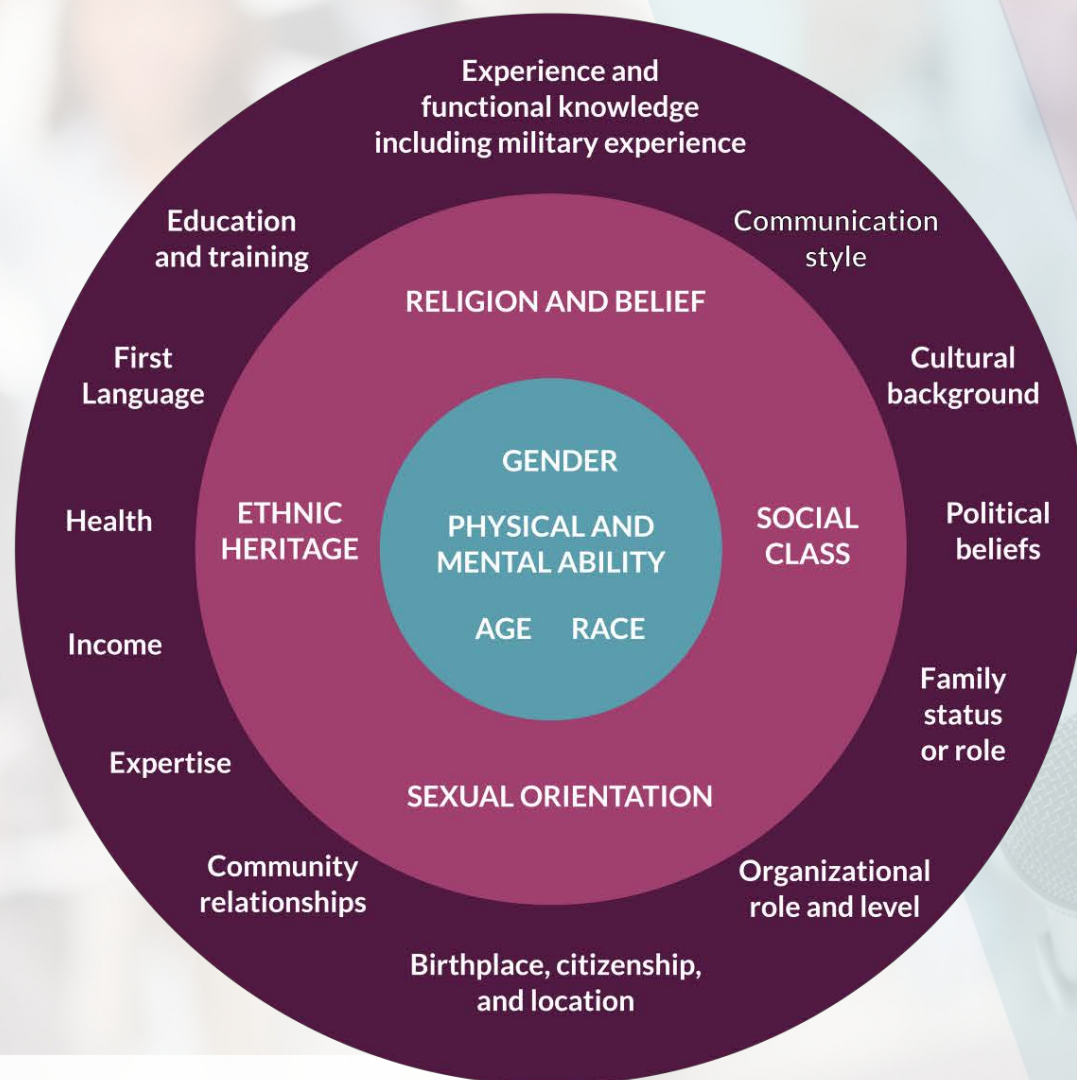 Experience and
functional knowledge
including military experience
Communication
style
Cultural
background
Political
beliefs
Family
status
or role
Organizational
role and level
Birthplace, citizenship,
and location
Community
relationships
Expertise
Income
Health
First
Language
Education
and training
RELIGION AND BELIEF
SOCIAL
CLASS
SEXUAL ORIENTATION
ETHNIC
HERITAGE
GENDER
PHYSICAL AND
MENTAL ABILITY
AGE RACE